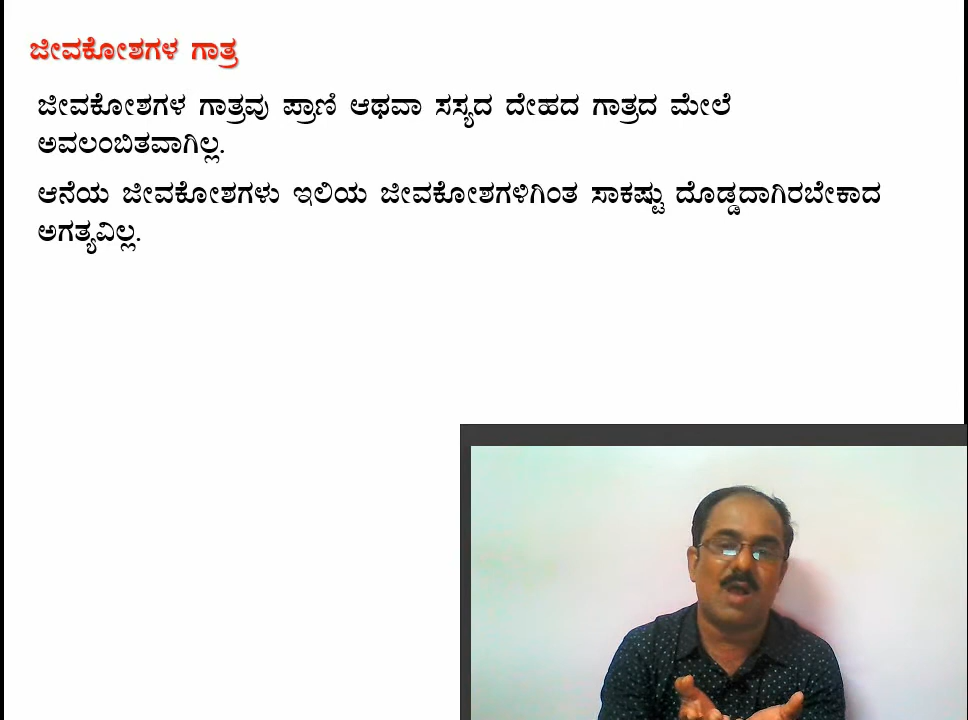 ಜೀವಕೋಶಗಳ ಗಾತ್ರ
ಜೀವಕೋಶಗಳ ಗಾತ್ರವು ಪ್ರಾಣಿ ಆಥವಾ ಸಸ್ಯದ ದೇಹದ ಗಾತ್ರದ ಮೇಲೆ
ಅವಲಂಬಿತವಾಗಿಲ್ಲ.
ಆನೆಯ ಜೀವಕೋಶಗಳು ಇಲಿಯ ಜೀವಕೋಶಗಳಿಗಿಂತ ಸಾಕಷ್ಟು ದೊಡ್ಡದಾಗಿರಬೇಕಾದ
ಅಗತ್ಯವಿಲ್ಲ.